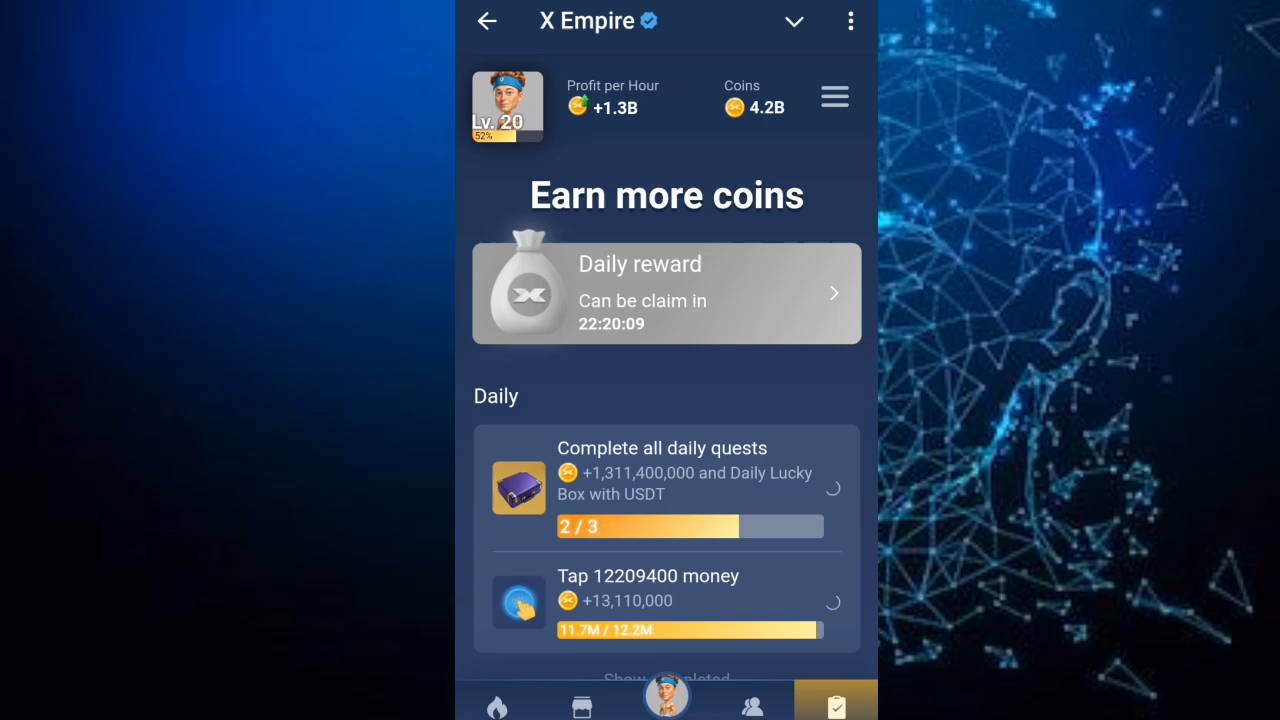 X Empire
Profit per Hour
+1.3B
Coins
4.2B
Lv. 20
52%
Earn more coins
Daily reward
Can be claim in
22:20:09
Daily
Complete all daily quests
+1,311,400,000 and Daily Lucky
Box with USDT
2 / 3
Tap 12209400 money
+13,110,000
11.7M / 12.2M